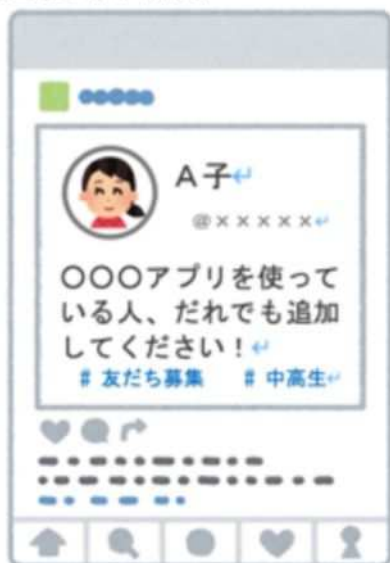 A子↵
@×××××↵
〇〇〇アプリを使って
いる人、だれでも追加
してください！↵
# 友だち募集 # 中高生↵